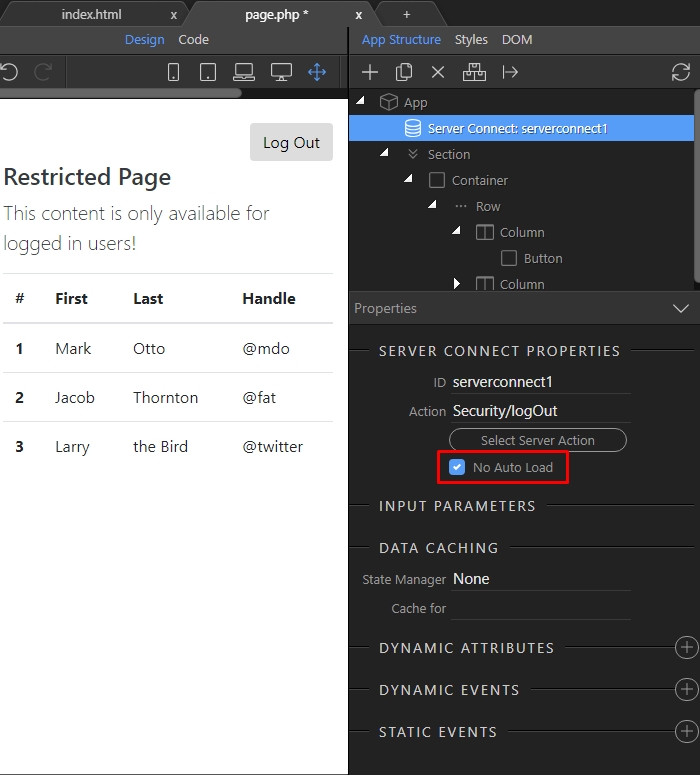 index.html x page.php * x +
Design Code
App Structure Styles DOM
Log Out
Restricted Page
This content is only available for
logged in users!
# First Last Handle
1 Mark Otto @mdo
2 Jacob Thornton @fat
3 Larry the Bird @twitter
App
Server Connect: serverconnect1
Section
Container
Row
Column
Button
Column
Properties
SERVER CONNECT PROPERTIES
ID serverconnect1
Action Security/logOut
Select Server Action
No Auto Load
INPUT PARAMETERS
DATA CACHING
State Manager None
Cache for
DYNAMIC ATTRIBUTES
DYNAMIC EVENTS
STATIC EVENTS